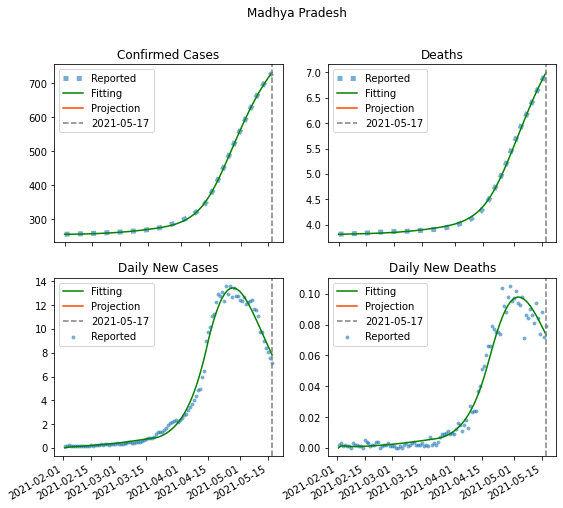 Madhya Pradesh
Confirmed Cases
Reported
Fitting
Projection
2021-05-17
700
600
500
400
300
Deaths
Reported
Fitting
Projection
2021-05-17
7.0
6.5
6.0
5.5
5.0
4.5
4.0
Daily New Cases
Fitting
Projection
2021-05-17
Reported
14
12
10
8
6
4
2
0
2021-02-01
2021-02-15
2021-03-01
2021-03-15
2021-04-01
2021-04-15
2021-05-01
2021-05-15
Daily New Deaths
Fitting
Projection
2021-05-17
Reported
0.10
0.08
0.06
0.04
0.02
0.00
2021-02-01
2021-02-15
2021-03-01
2021-03-15
2021-04-01
2021-04-15
2021-05-01
2021-05-15